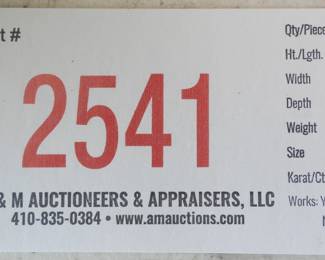 t #
2541
& M AUCTIONEERS & APPRAISERS, LLC
410-835-0384 • www.amauctions.com
Qty/Piece
Ht./Lgth.
Width
Depth
Weight
Size
Karat/Ct
Works: Y